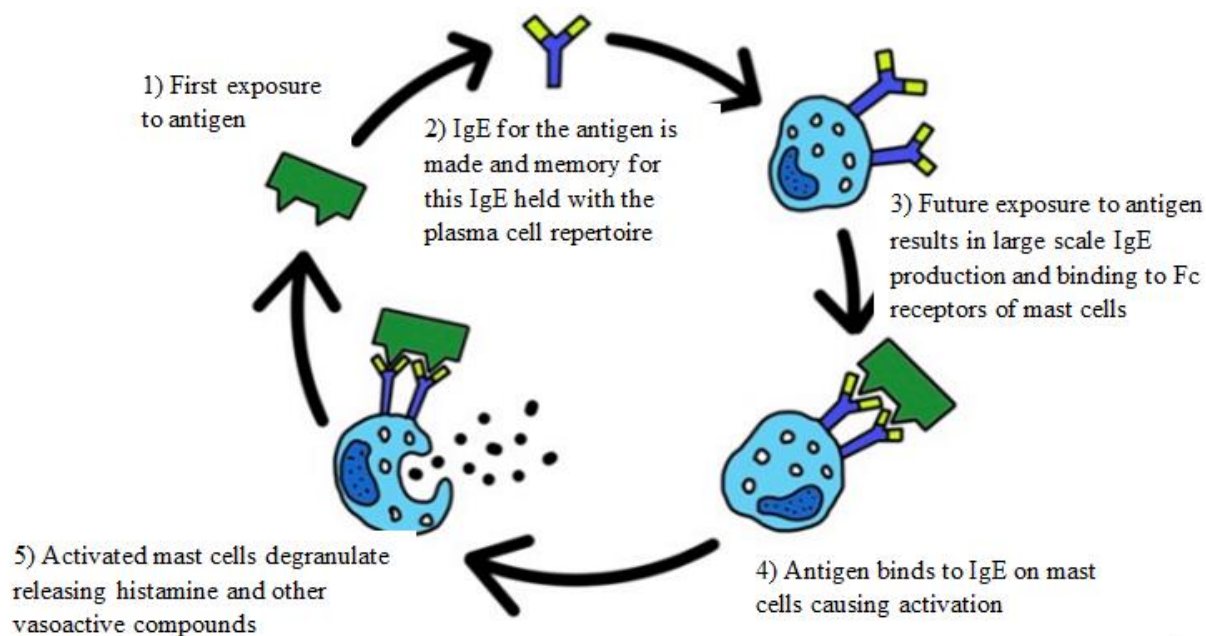 1) First exposure
to antigen
2) IgE for the antigen is
made and memory for
this IgE held with the
plasma cell repertoire
3) Future exposure to antigen
results in large scale IgE
production and binding to Fc
receptors of mast cells
4) Antigen binds to IgE on mast
cells causing activation
5) Activated mast cells degranulate
releasing histamine and other
vasoactive compounds